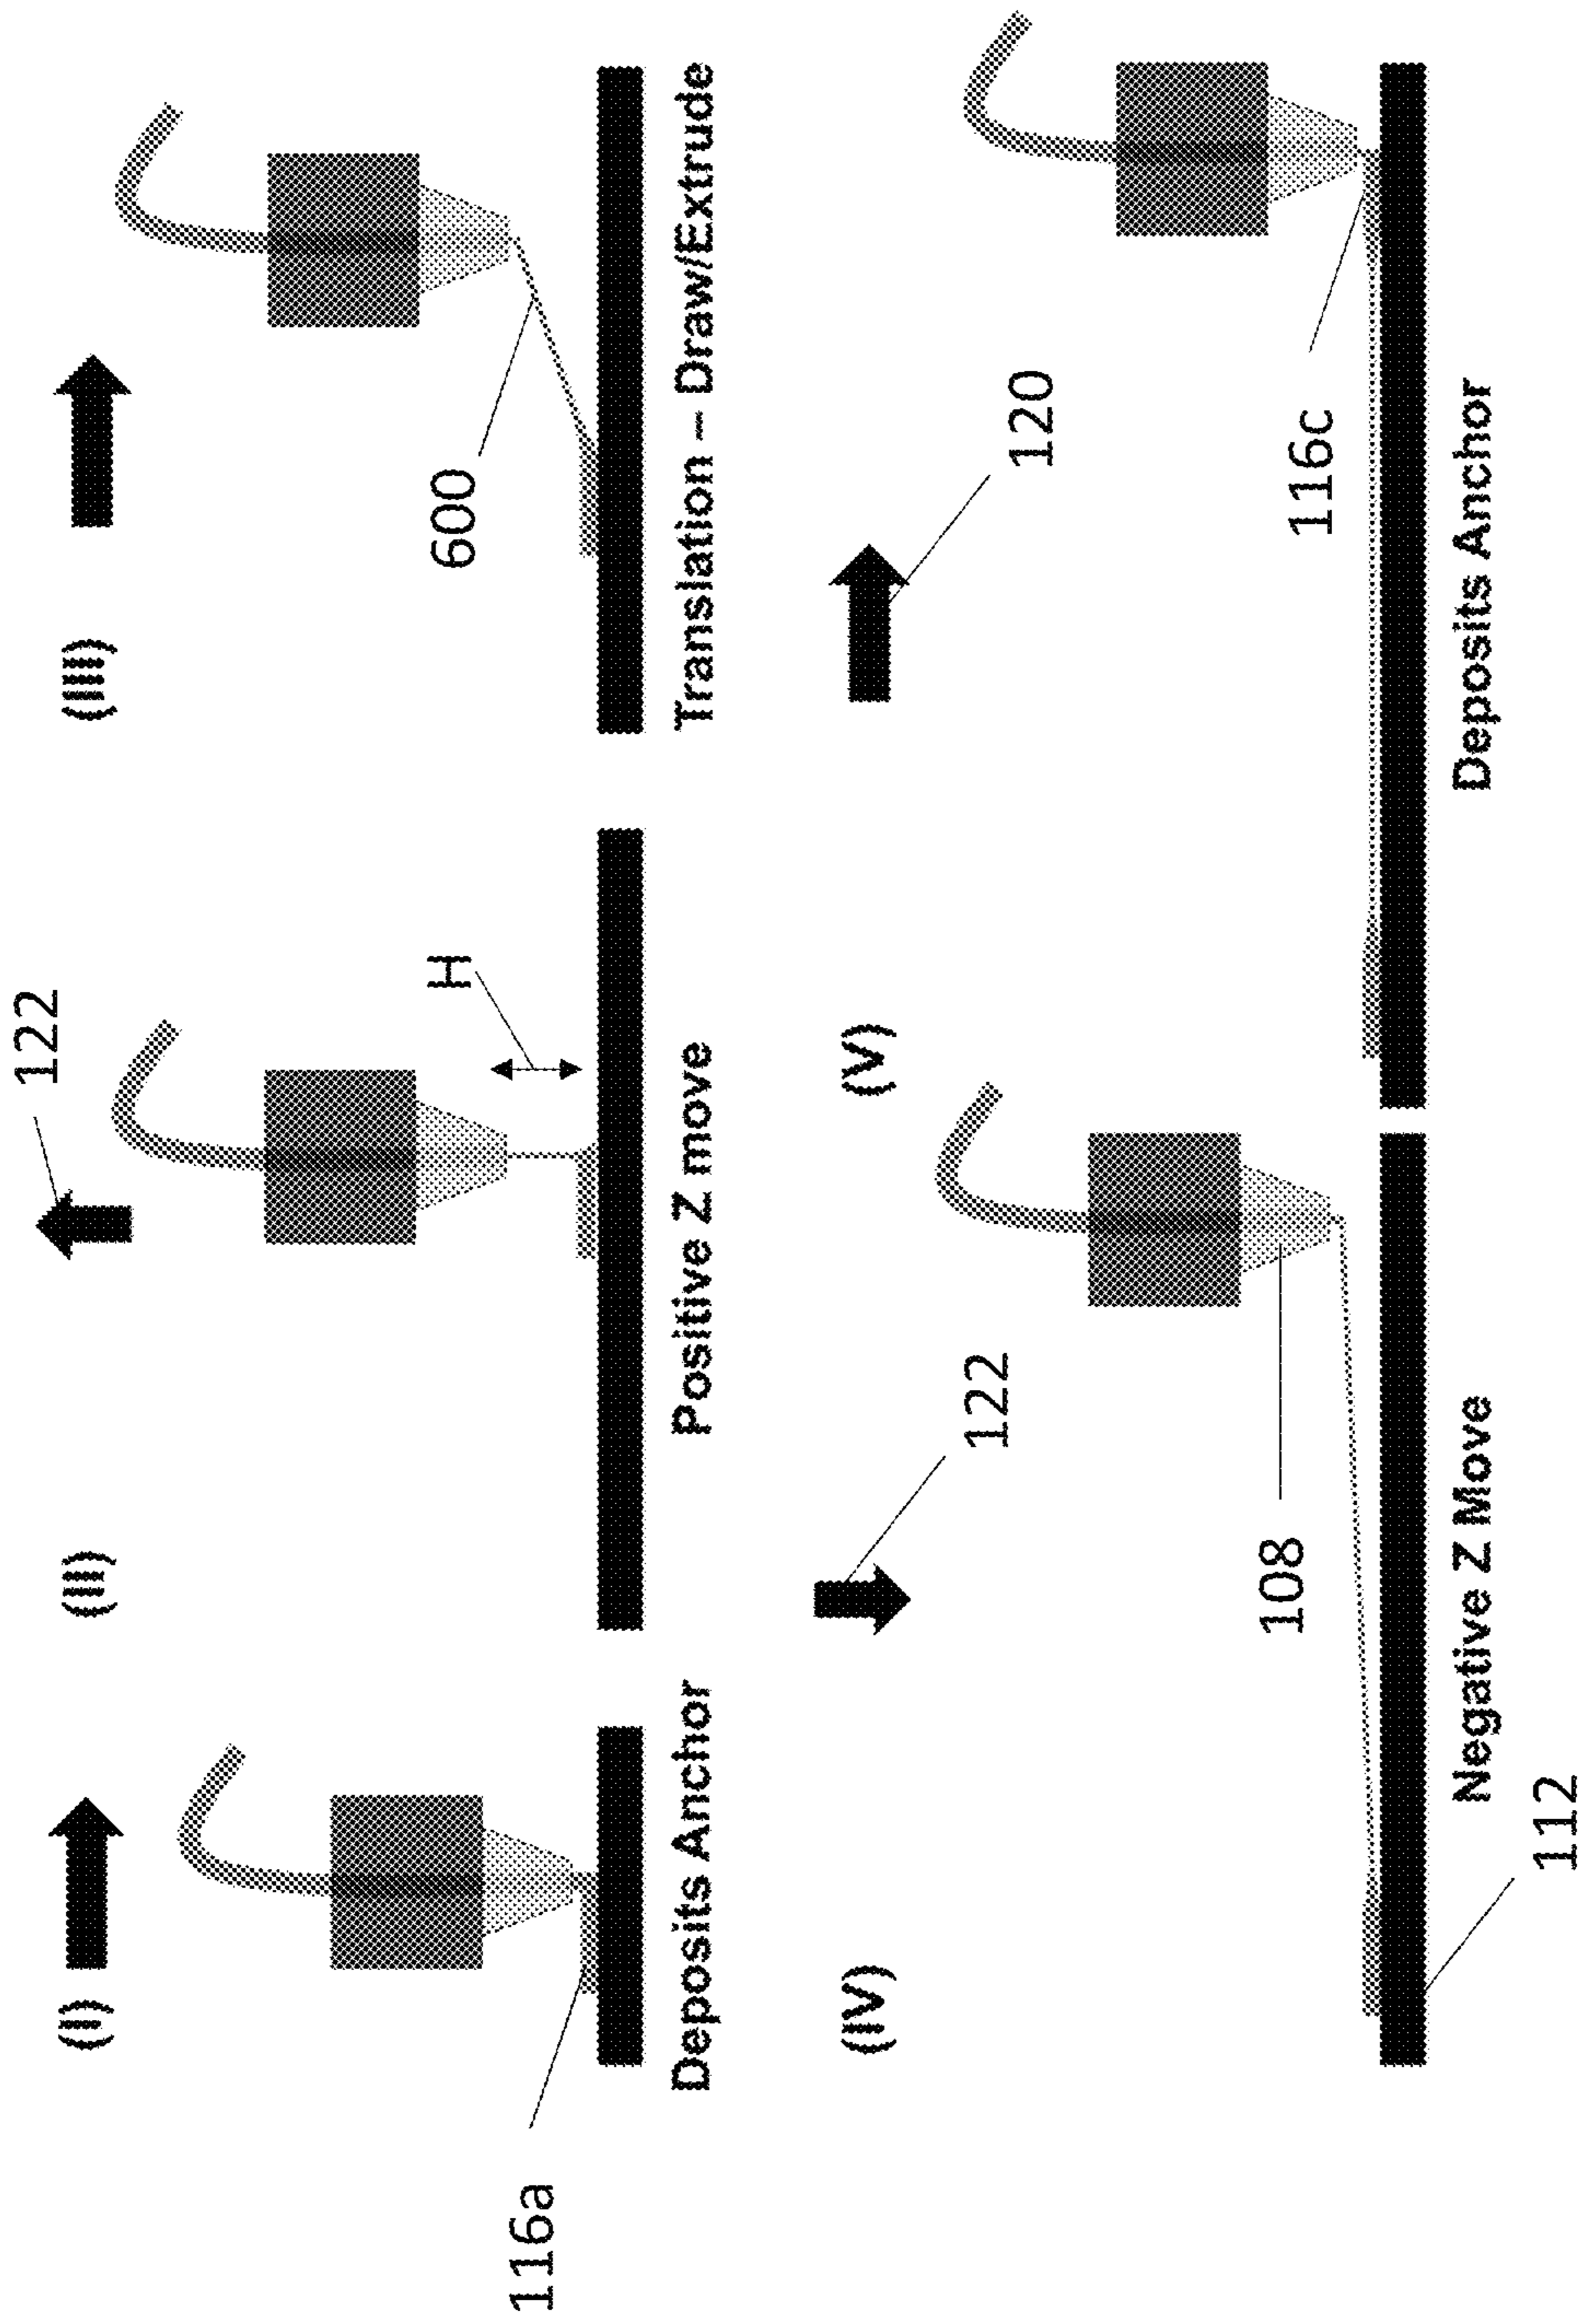 (I)
(II)
122
(III)
H
600
116a
Deposits Anchor
Positive Z move
Translation – Draw/Extrude
(IV)
122
(V)
120
108
116c
Negative Z Move
Deposits Anchor
112